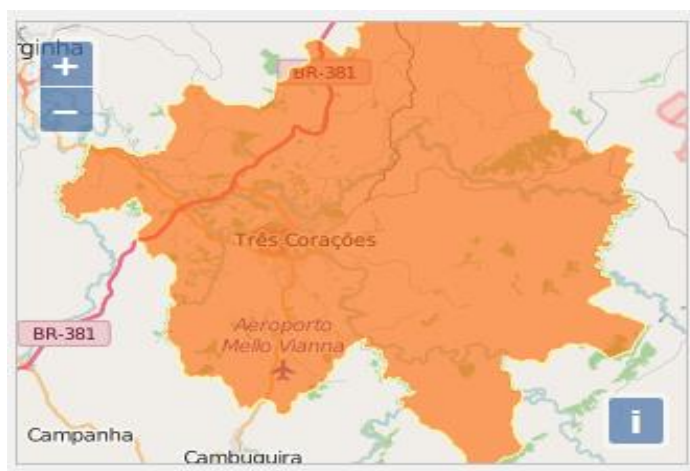 ginha
+
BR-381
−
Três Corações
BR-381
Aeroporto
Mello Vianna
i
Campanha
Cambuquira